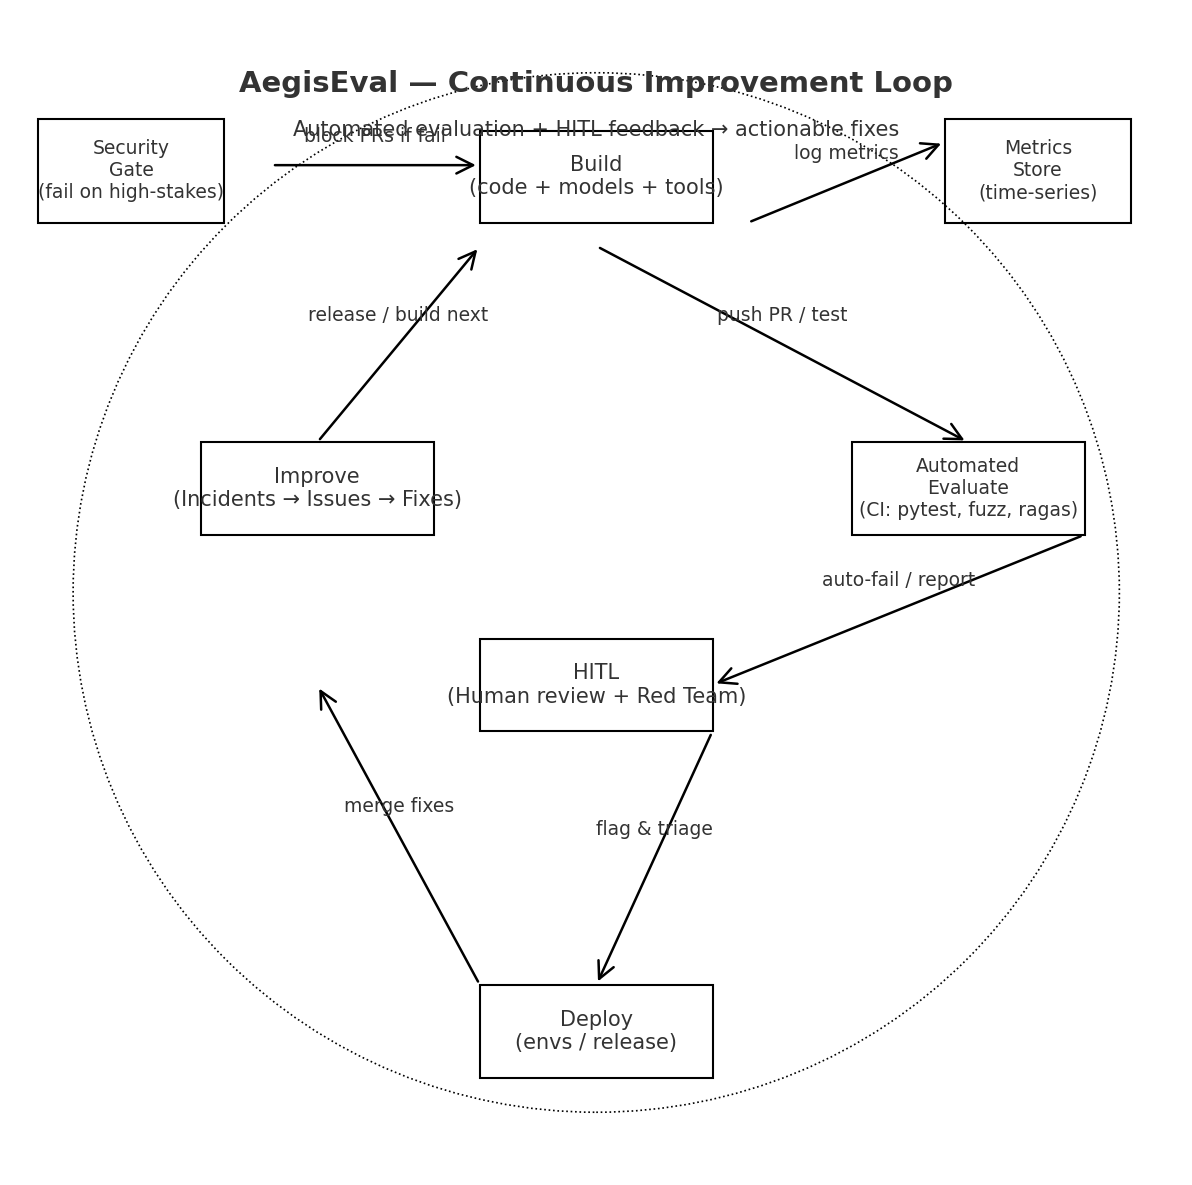 AegisEval — Continuous Improvement Loop
Automated evaluation + HITL feedback → actionable fixes
block PRs if fail
log metrics
Security
Gate
(fail on high-stakes)
Build
(code + models + tools)
Metrics
Store
(time-series)
release / build next
push PR / test
Improve
(Incidents → Issues → Fixes)
Automated
Evaluate
(CI: pytest, fuzz, ragas)
auto-fail / report
HITL
(Human review + Red Team)
merge fixes
flag & triage
Deploy
(envs / release)